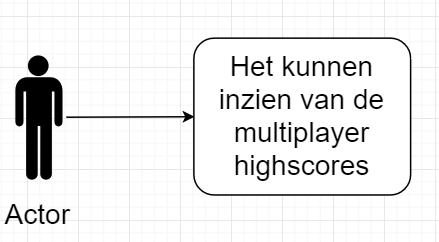 Het kunnen
inzien van de
multiplayer
highscores
Actor